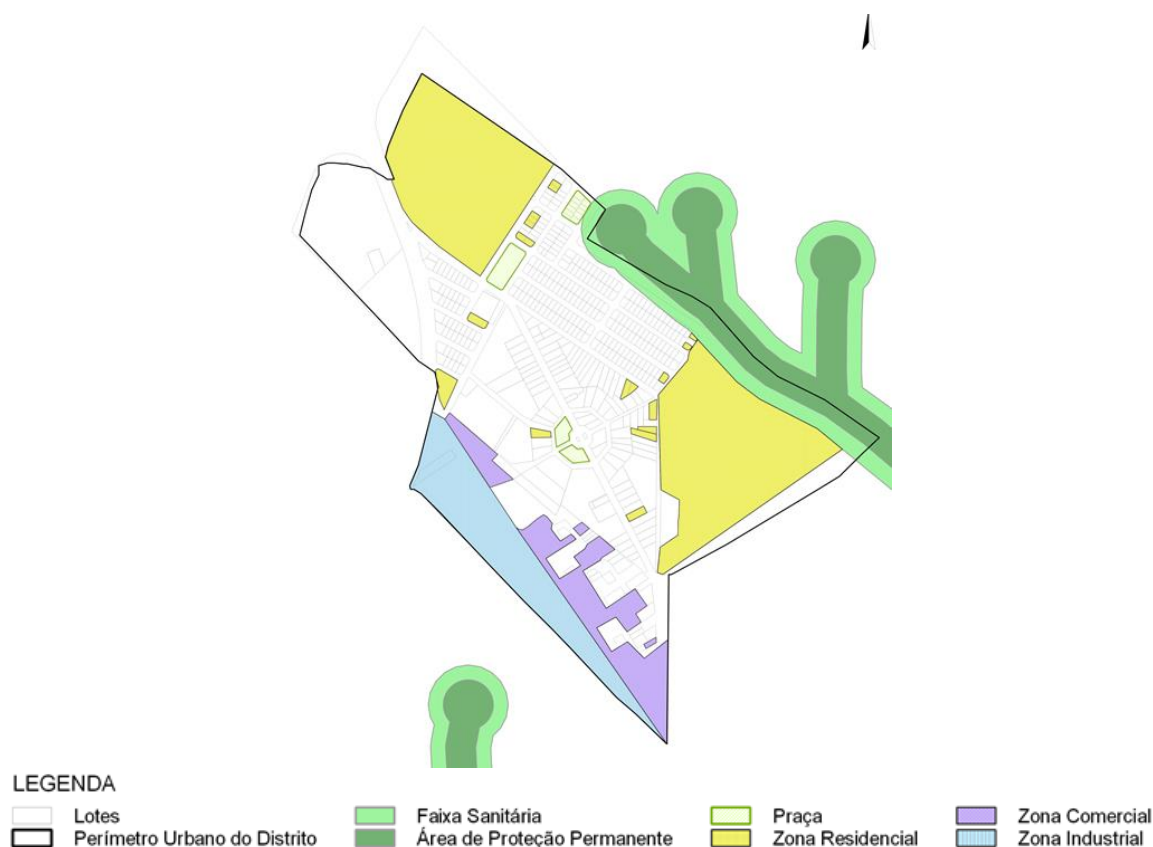 LEGENDA
Lotes
Perímetro Urbano do Distrito
Faixa Sanitária
Área de Proteção Permanente
Praça
Zona Residencial
Zona Comercial
Zona Industrial